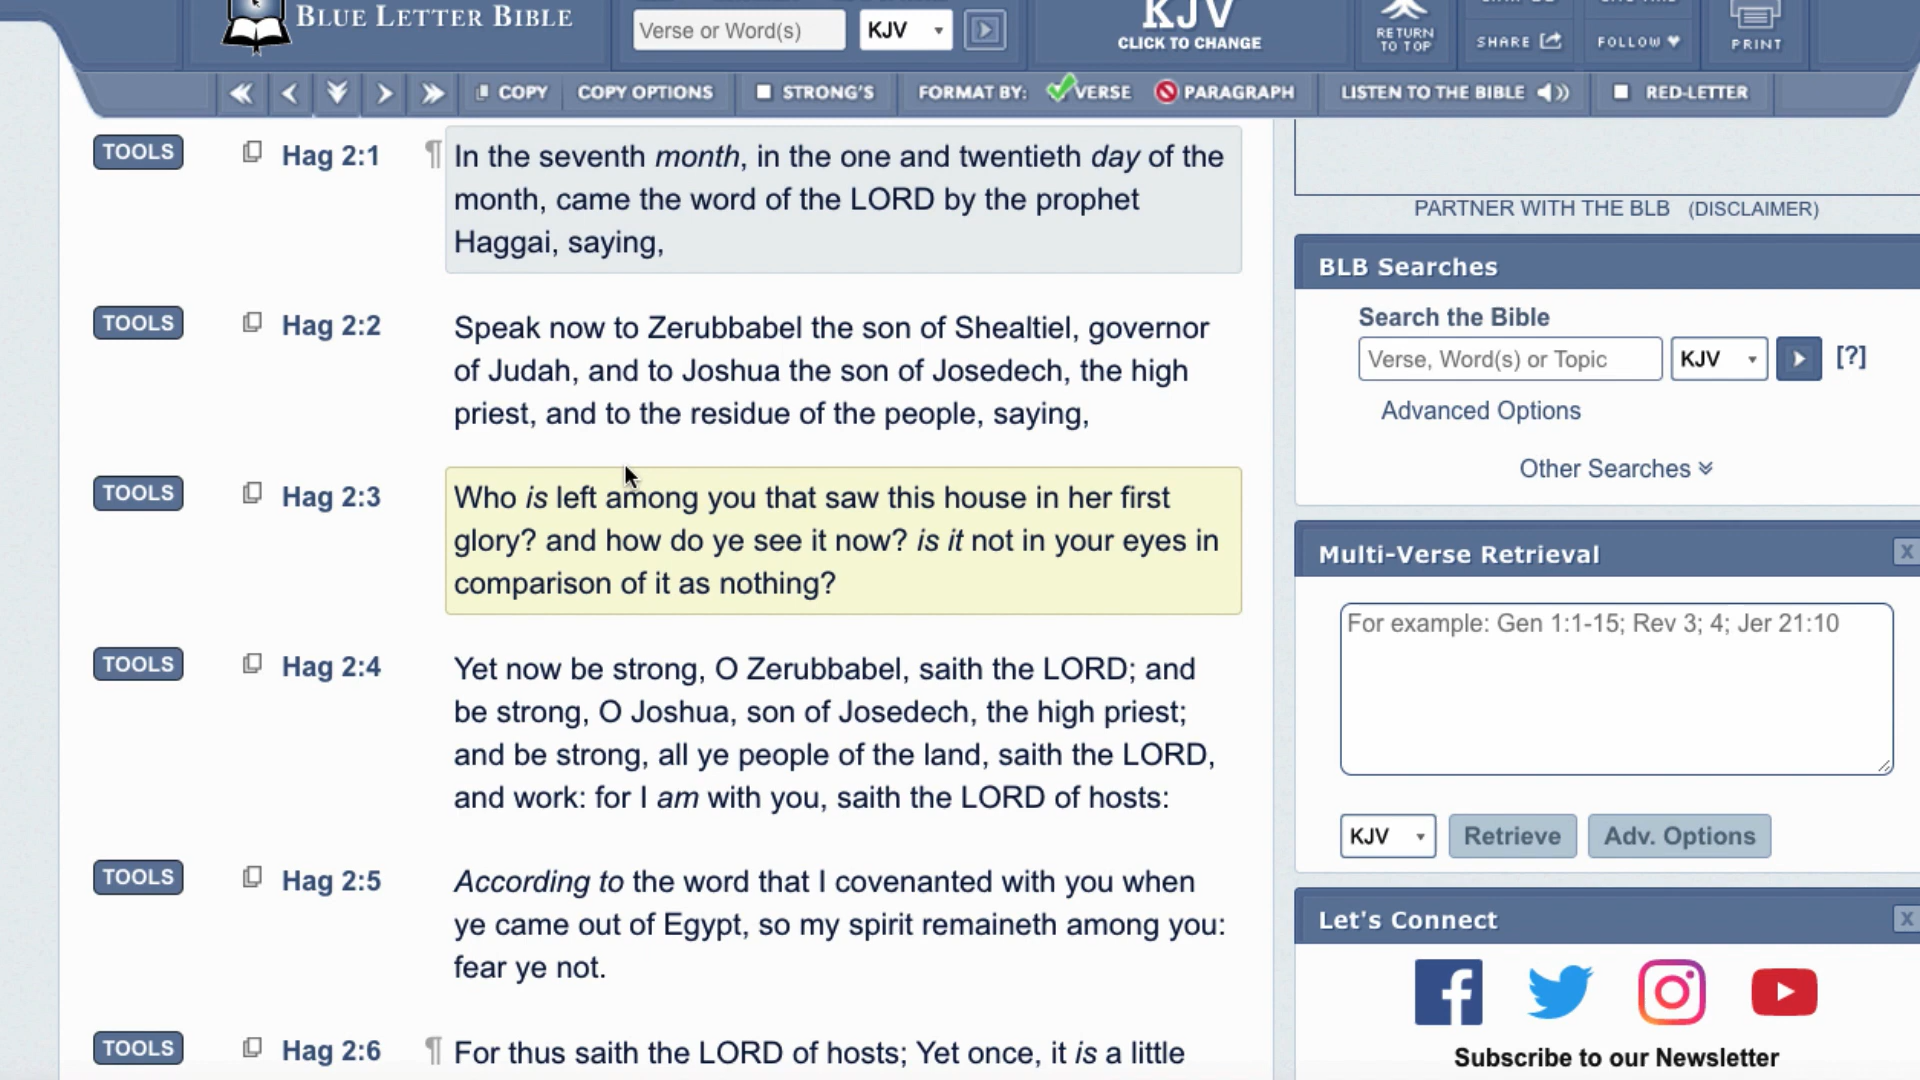 BLUE LETTER BIBLE
Verse or Word(s)
KJV
KJV
CLICK TO CHANGE
RETURN
TO TOP
SHARE
FOLLOW
PRINT
COPY
COPY OPTIONS
STRONG'S
FORMAT BY:
VERSE
PARAGRAPH
LISTEN TO THE BIBLE
RED-LETTER
TOOLS
Hag 2:1
¶ In the seventh month, in the one and twentieth day of the
month, came the word of the LORD by the prophet
Haggai, saying,
TOOLS
Hag 2:2
Speak now to Zerubbabel the son of Shealtiel, governor
of Judah, and to Joshua the son of Josedech, the high
priest, and to the residue of the people, saying,
TOOLS
Hag 2:3
Who is left among you that saw this house in her first
glory? and how do ye see it now? is it not in your eyes in
comparison of it as nothing?
TOOLS
Hag 2:4
Yet now be strong, O Zerubbabel, saith the LORD; and
be strong, O Joshua, son of Josedech, the high priest;
and be strong, all ye people of the land, saith the LORD,
and work: for I am with you, saith the LORD of hosts:
TOOLS
Hag 2:5
According to the word that I covenanted with you when
ye came out of Egypt, so my spirit remaineth among you:
fear ye not.
TOOLS
Hag 2:6
¶ For thus saith the LORD of hosts; Yet once, it is a little
PARTNER WITH THE BLB (DISCLAIMER)
BLB Searches
Search the Bible
Verse, Word(s) or Topic
KJV
[?]
Advanced Options
Other Searches
Multi-Verse Retrieval
X
For example: Gen 1:1-15; Rev 3; 4; Jer 21:10
KJV
Retrieve
Adv. Options
Let's Connect
X
Subscribe to our Newsletter